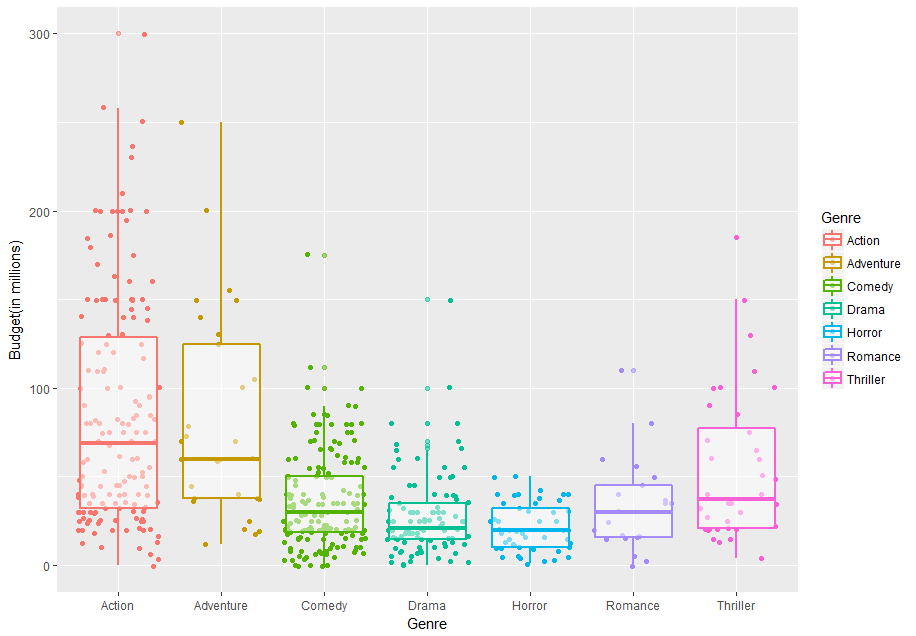 300
200
100
0
Budget(in millions)
Action Adventure Comedy Drama Horror Romance Thriller
Genre
Genre
Action
Adventure
Comedy
Drama
Horror
Romance
Thriller